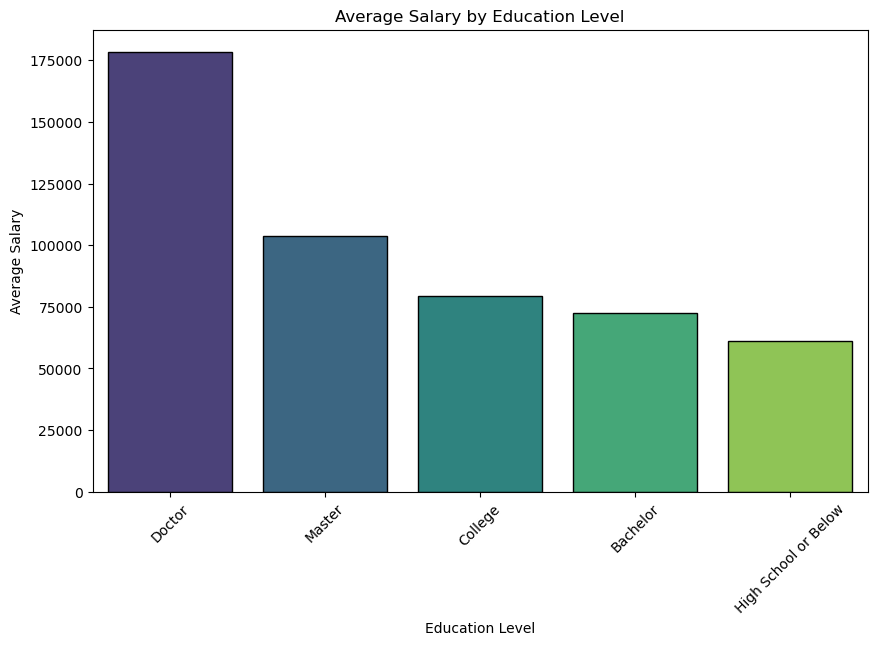 Average Salary by Education Level
Average Salary
175000
150000
125000
100000
75000
50000
25000
0
Doctor
Master
College
Bachelor
High School or Below
Education Level